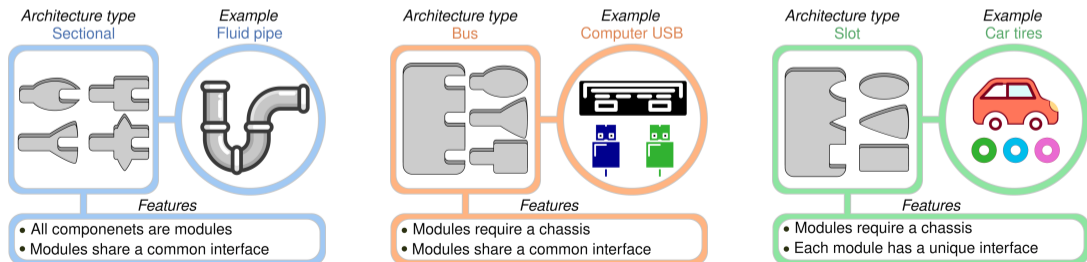 Architecture type
Sectional
Example
Fluid pipe
Features
• All componenets are modules
• Modules share a common interface
Architecture type
Bus
Example
Computer USB
Features
• Modules require a chassis
• Modules share a common interface
Architecture type
Slot
Example
Car tires
Features
• Modules require a chassis
• Each module has a unique interface